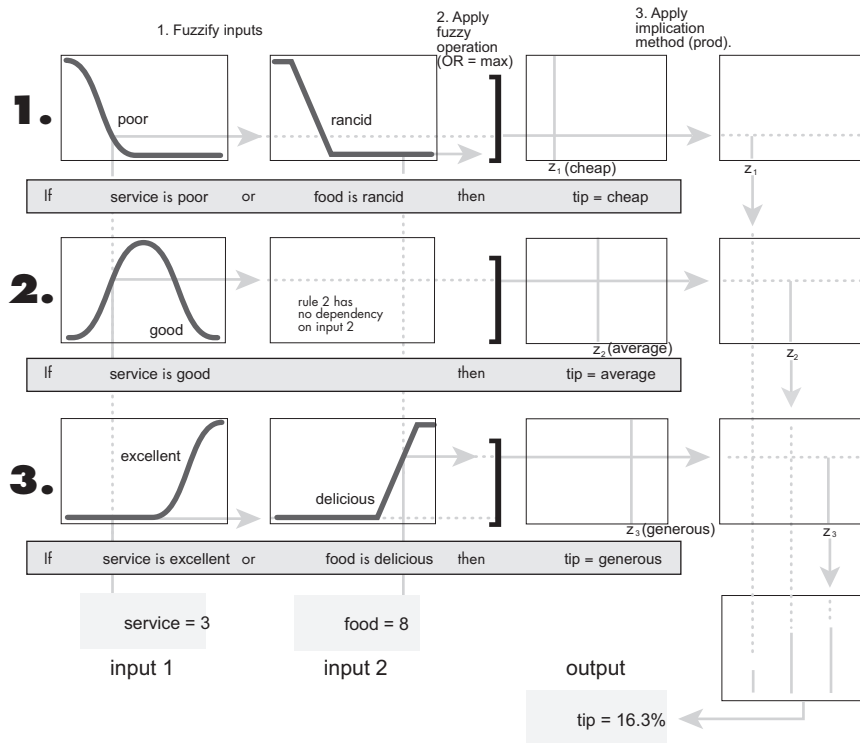 1. Fuzzify inputs
2. Apply
fuzzy
operation
(OR = max)
3. Apply
implication
method (prod).
1.
poor
rancid
z1 (cheap)
z1
If service is poor or food is rancid then tip = cheap
2.
good
rule 2 has
no dependency
on input 2
z2 (average)
z2
If service is good then tip = average
3.
excellent
delicious
z3 (generous)
z3
If service is excellent or food is delicious then tip = generous
service = 3
food = 8
input 1
input 2
output
tip = 16.3%